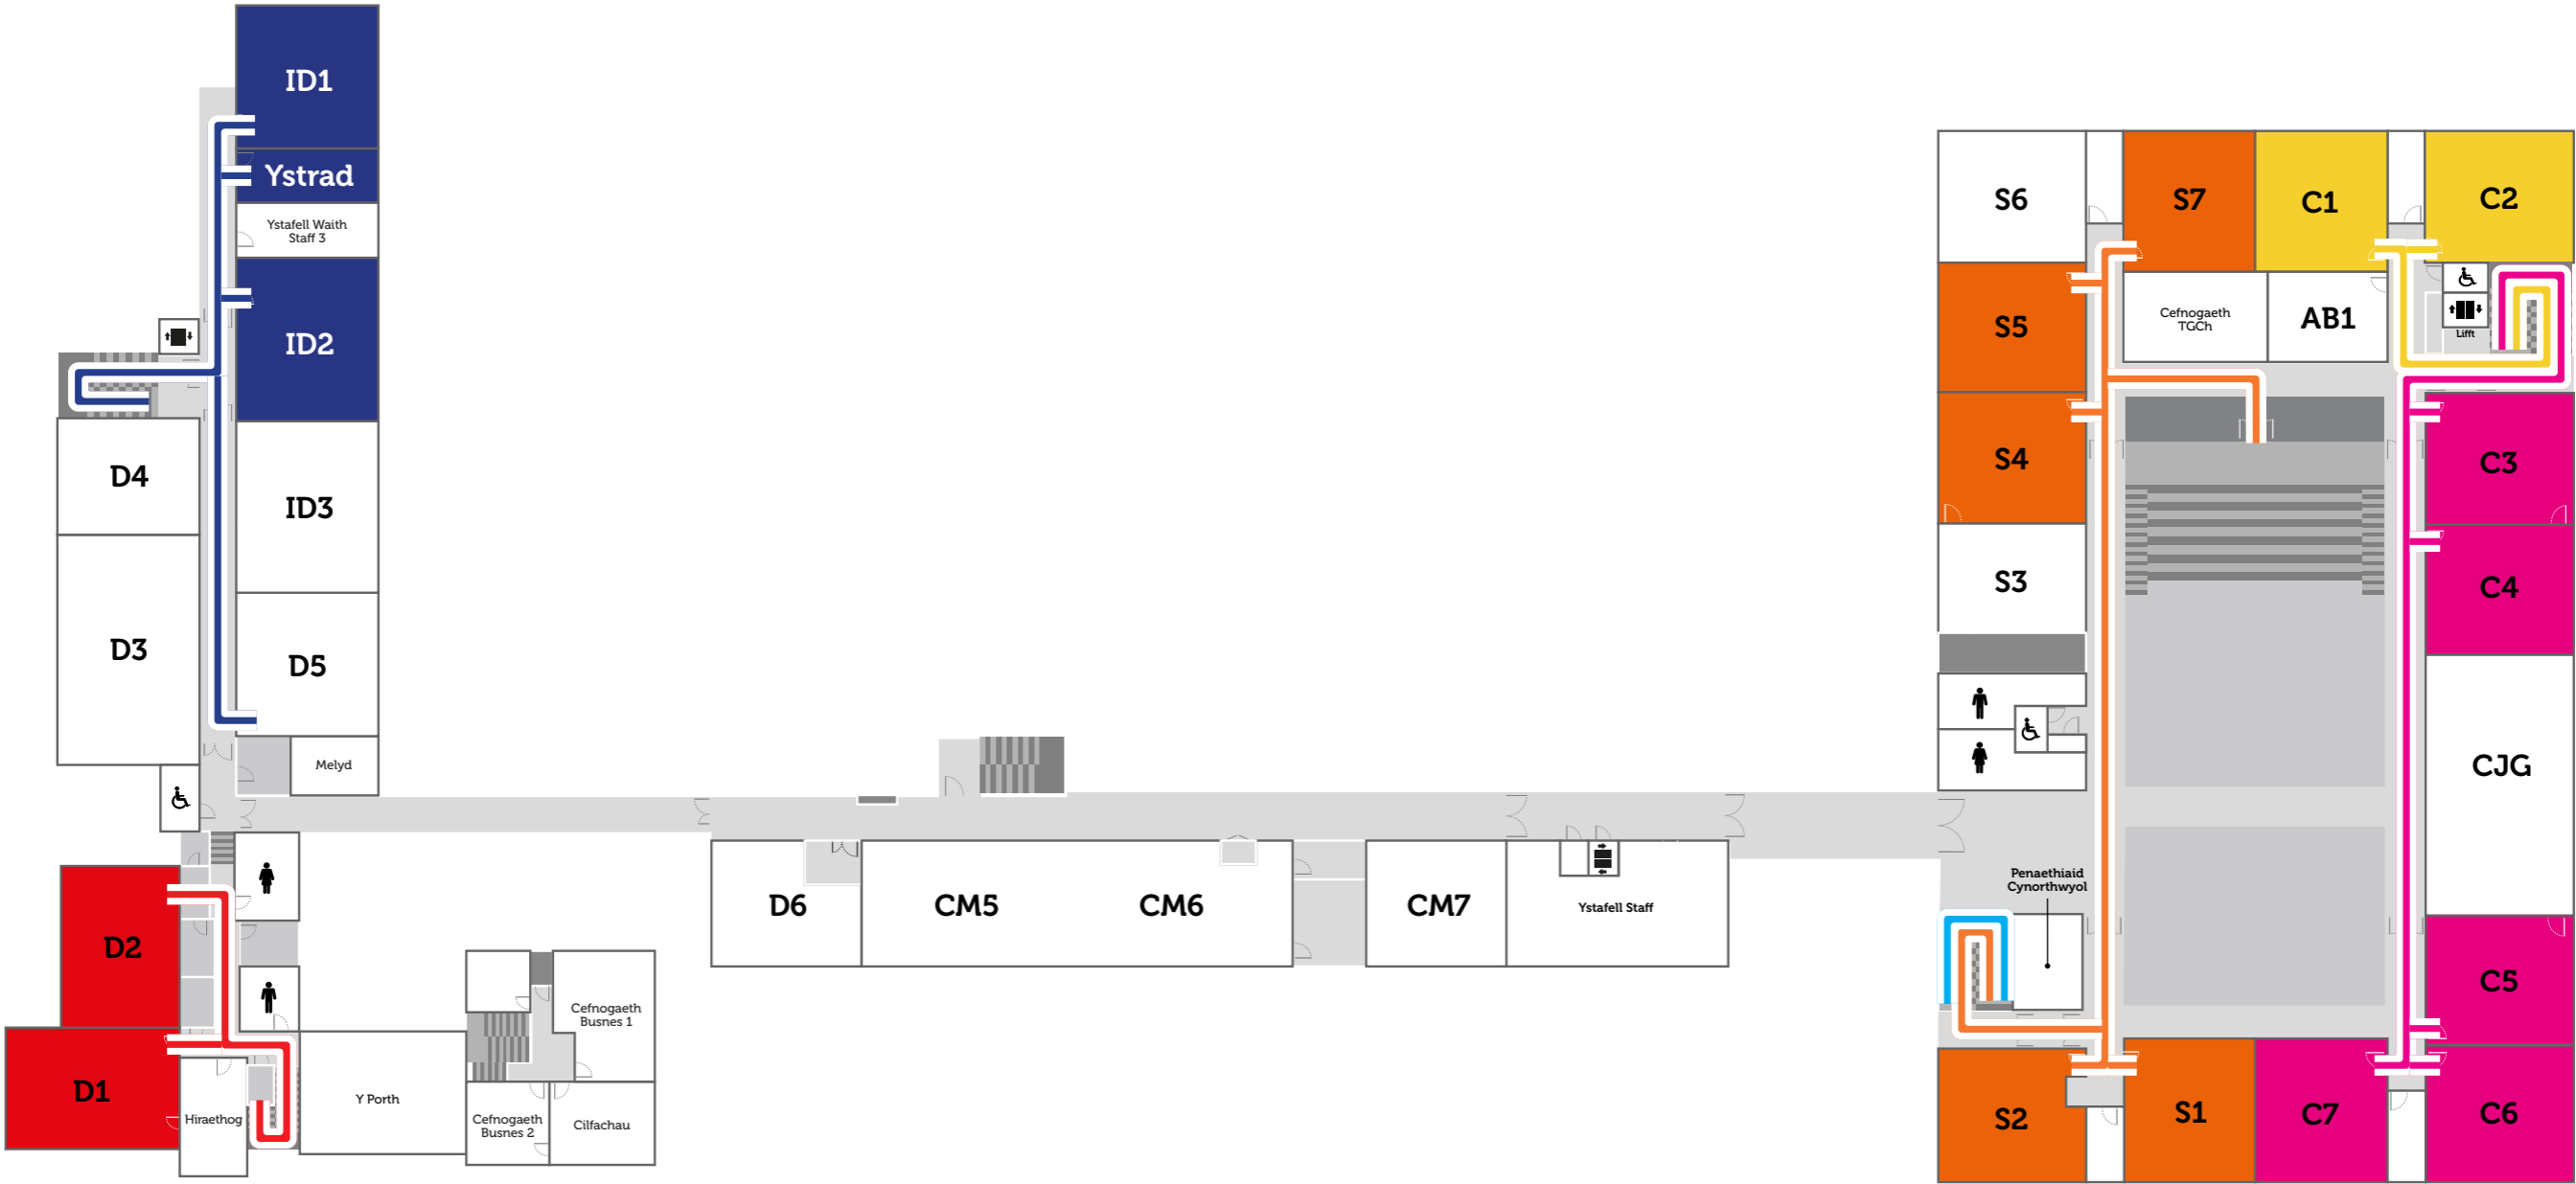 ID1
Ystrad
Ystafell Waith
Staff 3
ID2
D4
ID3
D3
D5
Melyd
D2
D1
Hiraethog
Y Porth
Cefnogaeth
Busnes 1
Cefnogaeth
Busnes 2
Cilfachau
D6
CM5
CM6
CM7
Ystafell Staff
S6
S7
C1
C2
S5
Cefnogaeth
TGCh
AB1
Lifft
S4
C3
S3
C4
CJG
Penaethiaid
Cynorthwyol
C5
S2
S1
C7
C6